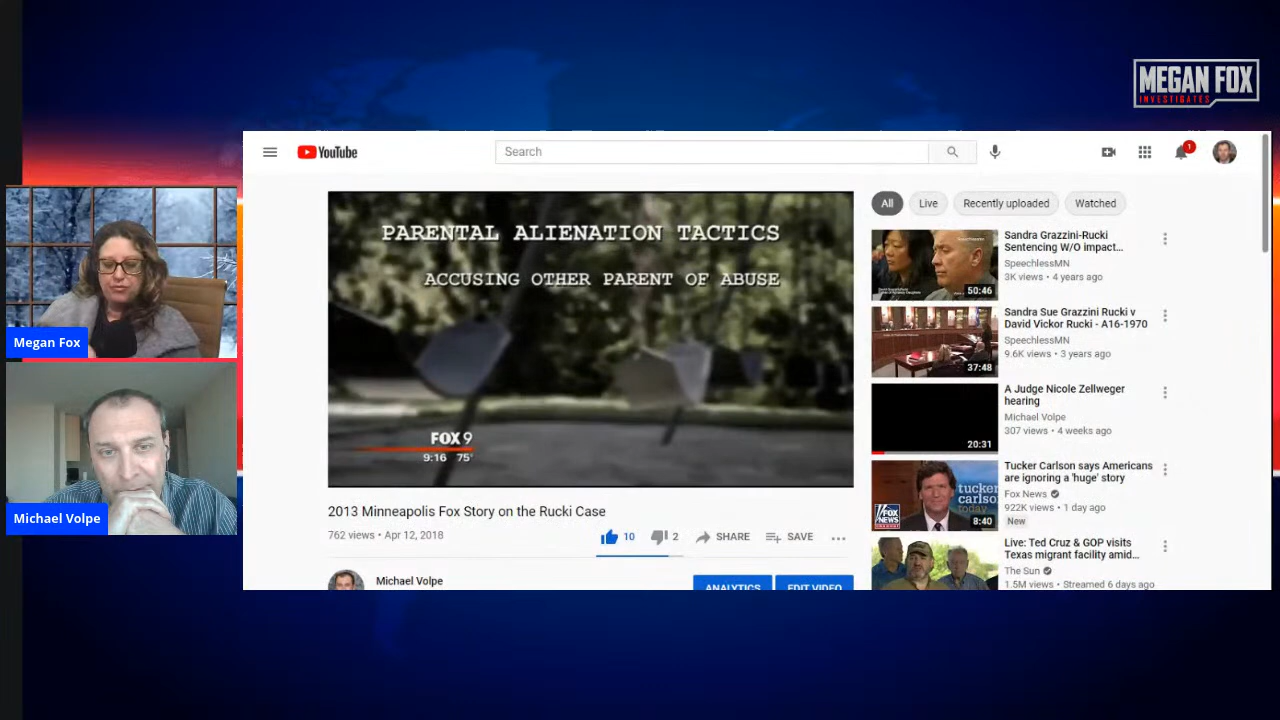 MEGAN FOX
INVESTIGATES
YouTube
Search
1
PARENTAL ALIENATION TACTICS
ACCUSING OTHER PARENT OF ABUSE
FOX 9
9:16 75°
2013 Minneapolis Fox Story on the Rucki Case
762 views • Apr 12, 2018
10
2
SHARE
SAVE
Michael Volpe
ANALYTICS
EDIT VIDEO
All
Live
Recently uploaded
Watched
50:46
Sandra Grazzini-Rucki
Sentencing W/O impact...
SpeechlessMN
3K views • 4 years ago
37:48
Sandra Sue Grazzini Rucki v
David Vickor Rucki - A16-1970
SpeechlessMN
9.6K views • 3 years ago
20:31
A Judge Nicole Zellweger
hearing
Michael Volpe
307 views • 4 weeks ago
tucker
carlson
today
FOX
NEWS
8:40
Tucker Carlson says Americans
are ignoring a 'huge' story
Fox News
922K views • 1 day ago
New
Live: Ted Cruz & GOP visits
Texas migrant facility amid...
The Sun
1.5M views • Streamed 6 days ago
Megan Fox
Michael Volpe